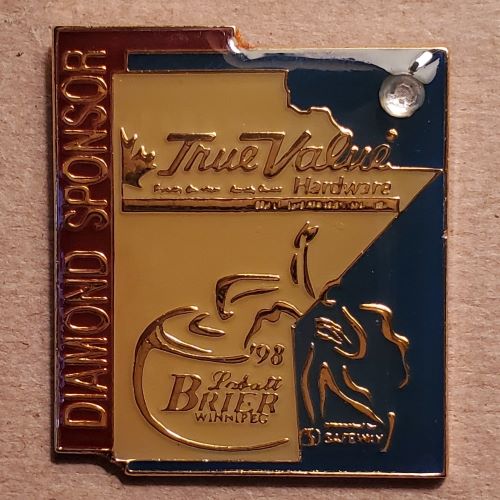 DIAMOND SPONSOR
True Value
Hardware
'98
Labatt
BRIER
WINNIPEG
SAFEWAY